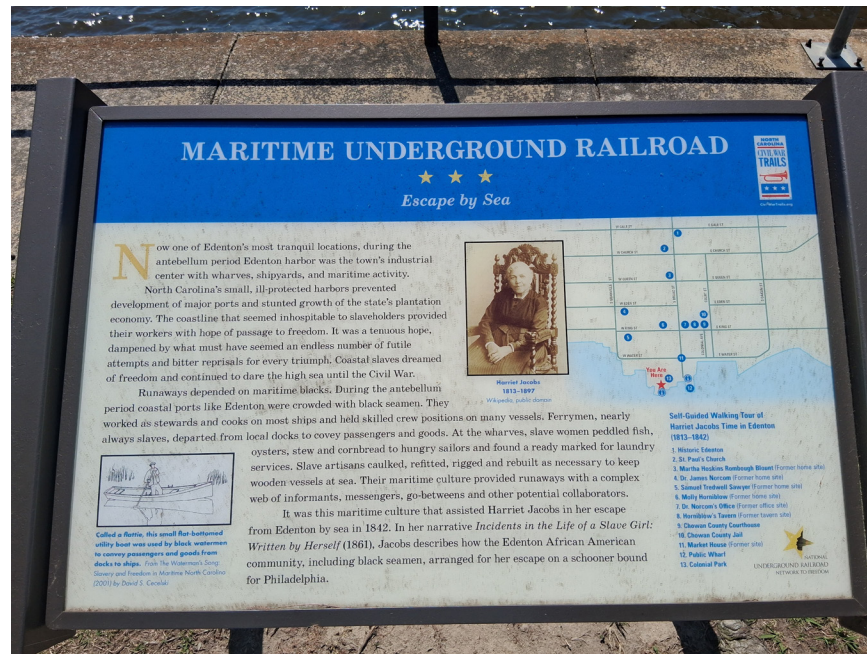 MARITIME UNDERGROUND RAILROAD
Escape by Sea
NORTH CAROLINA
CIVIL WAR
TRAILS
Now one of Edenton's most tranquil locations, during the
antebellum period Edenton harbor was the town's industrial
center with wharves, shipyards, and maritime activity.
North Carolina's small, ill-protected harbors prevented
development of major ports and stunted growth of the state's plantation
economy. The coastline that seemed inhospitable to slaveholders provided
their workers with hope of passage to freedom. It was a tenuous hope,
dampened by what must have seemed an endless number of futile
attempts and bitter reprisals for every triumph. Coastal slaves dreamed
of freedom and continued to dare the high sea until the Civil War.
Runaways depended on maritime blacks. During the antebellum
period coastal ports like Edenton were crowded with black seamen. They
worked as stewards and cooks on most ships and held skilled crew positions on many vessels. Ferrymen, nearly
always slaves, departed from local docks to covey passengers and goods. At the wharves, slave women peddled fish,
oysters, stew and cornbread to hungry sailors and found a ready marked for laundry
services. Slave artisans caulked, refitted, rigged and rebuilt as necessary to keep
wooden vessels at sea. Their maritime culture provided runaways with a complex
web of informants, messengers, go-betweens and other potential collaborators.
It was this maritime culture that assisted Harriet Jacobs in her escape
from Edenton by sea in 1842. In her narrative Incidents in the Life of a Slave Girl:
Written by Herself (1861), Jacobs describes how the Edenton African American
community, including black seamen, arranged for her escape on a schooner bound
for Philadelphia.
Harriet Jacobs
1813–1897
Wikipedia, public domain
Called a flattie, this small flat-bottomed
utility boat was used by black watermen
to convey passengers and goods from
docks to ships. From The Waterman's Song:
Slavery and Freedom in Maritime North Carolina
(2001) by David S. Cecelski
You Are
Here
Self-Guided Walking Tour of
Harriet Jacobs Time in Edenton
(1813–1842)
1. Historic Edenton
2. St. Paul's Church
3. Martha Hoskins Rombough Blount (Former home site)
4. Dr. James Norcom (Former home site)
5. Samuel Tredwell Sawyer (Former home site)
6. Molly Horniblow (Former home site)
7. Dr. Norcom's Office (Former office site)
8. Horniblow's Tavern (Former tavern site)
9. Chowan County Courthouse
10. Chowan County Jail
11. Market House (Former site)
12. Public Wharf
13. Colonial Park
NATIONAL
UNDERGROUND RAILROAD
NETWORK TO FREEDOM